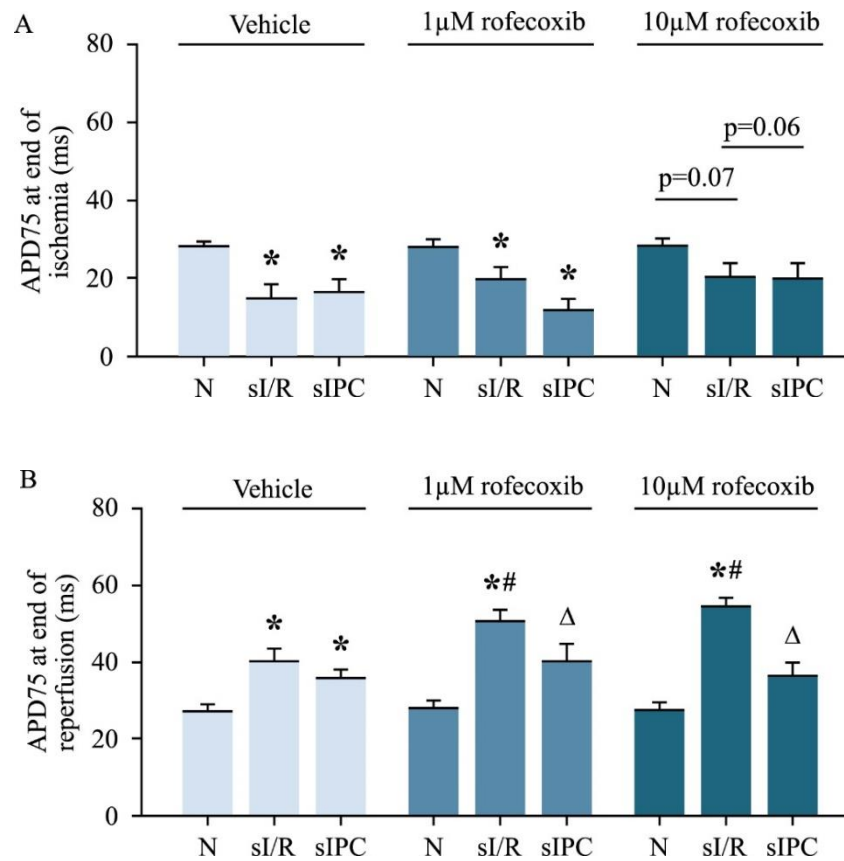 A
Vehicle
1µM rofecoxib
10µM rofecoxib
APD75 at end of
ischemia (ms)
80
60
40
20
0
p=0.06
p=0.07
* * * *
N sI/R sIPC N sI/R sIPC N sI/R sIPC
B
Vehicle
1µM rofecoxib
10µM rofecoxib
APD75 at end of
reperfusion (ms)
80
60
40
20
0
* * *# Δ *# Δ
N sI/R sIPC N sI/R sIPC N sI/R sIPC